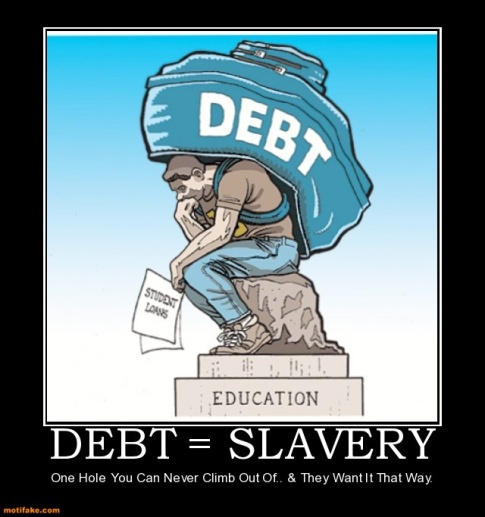 DEBT
STUDENT
LOANS
EDUCATION
DEBT = SLAVERY
One Hole You Can Never Climb Out Of.. & They Want It That Way.
motifake.com